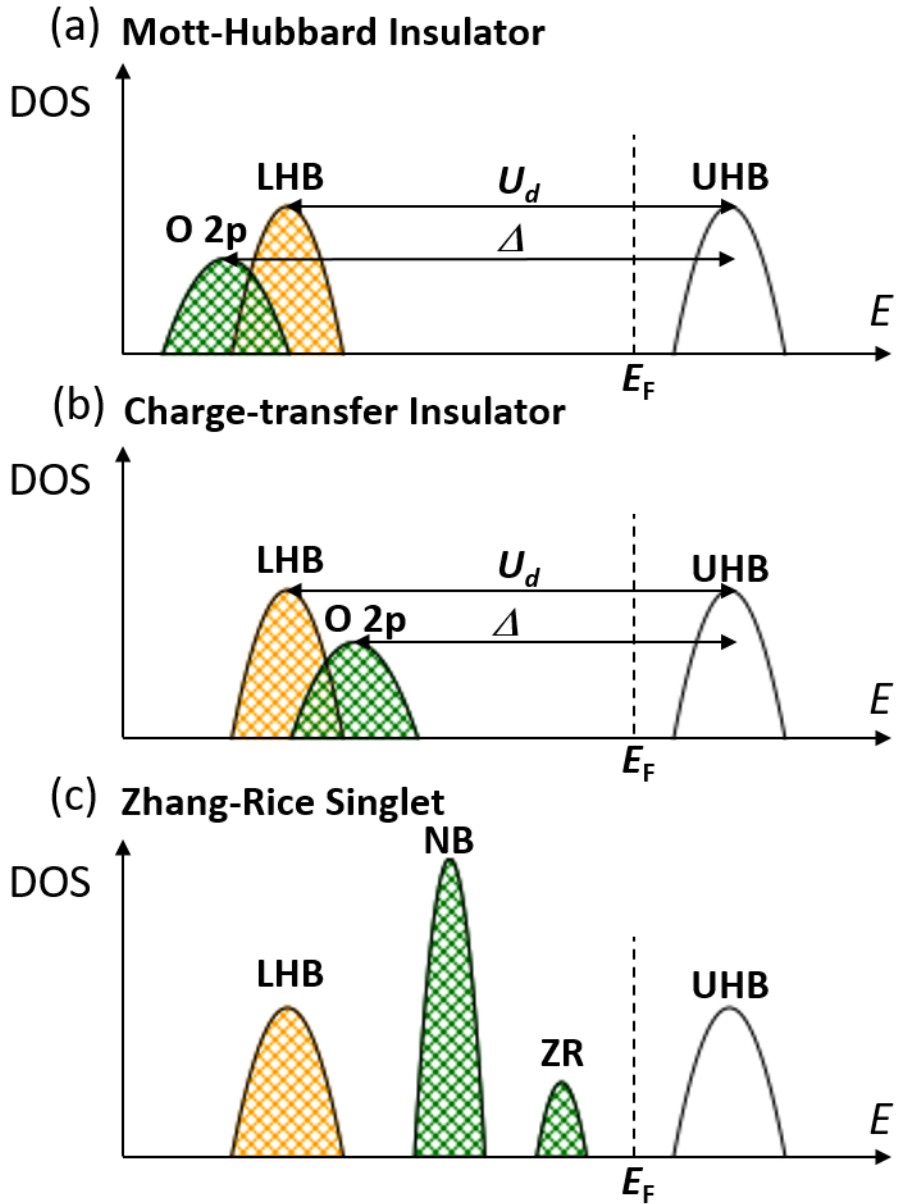 (a) Mott-Hubbard Insulator
DOS
LHB
U_d
UHB
O 2p
Δ
E
E_F
(b) Charge-transfer Insulator
DOS
LHB
U_d
UHB
O 2p
Δ
E
E_F
(c) Zhang-Rice Singlet
NB
DOS
LHB
UHB
ZR
E
E_F